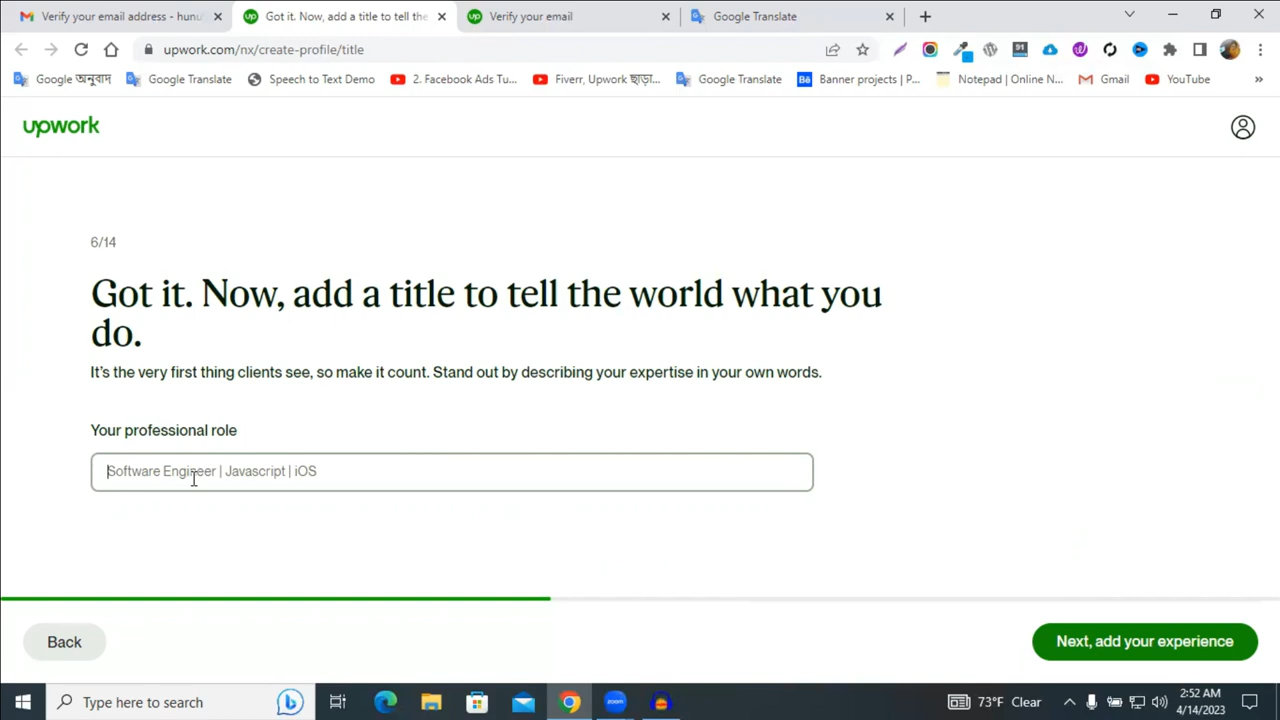 Verify your email address - hunu
Got it. Now, add a title to tell the
Verify your email
Google Translate
upwork.com/nx/create-profile/title
Google অনুবাদ
Google Translate
Speech to Text Demo
2. Facebook Ads Tu...
Fiverr, Upwork ছাড়া...
Google Translate
Banner projects | P...
Notepad | Online N...
Gmail
YouTube
upwork
6/14
Got it. Now, add a title to tell the world what you
do.
It's the very first thing clients see, so make it count. Stand out by describing your expertise in your own words.
Your professional role
Software Engineer | Javascript | iOS
Back
Next, add your experience
Type here to search
zoom
73°F Clear
2:52 AM
4/14/2023